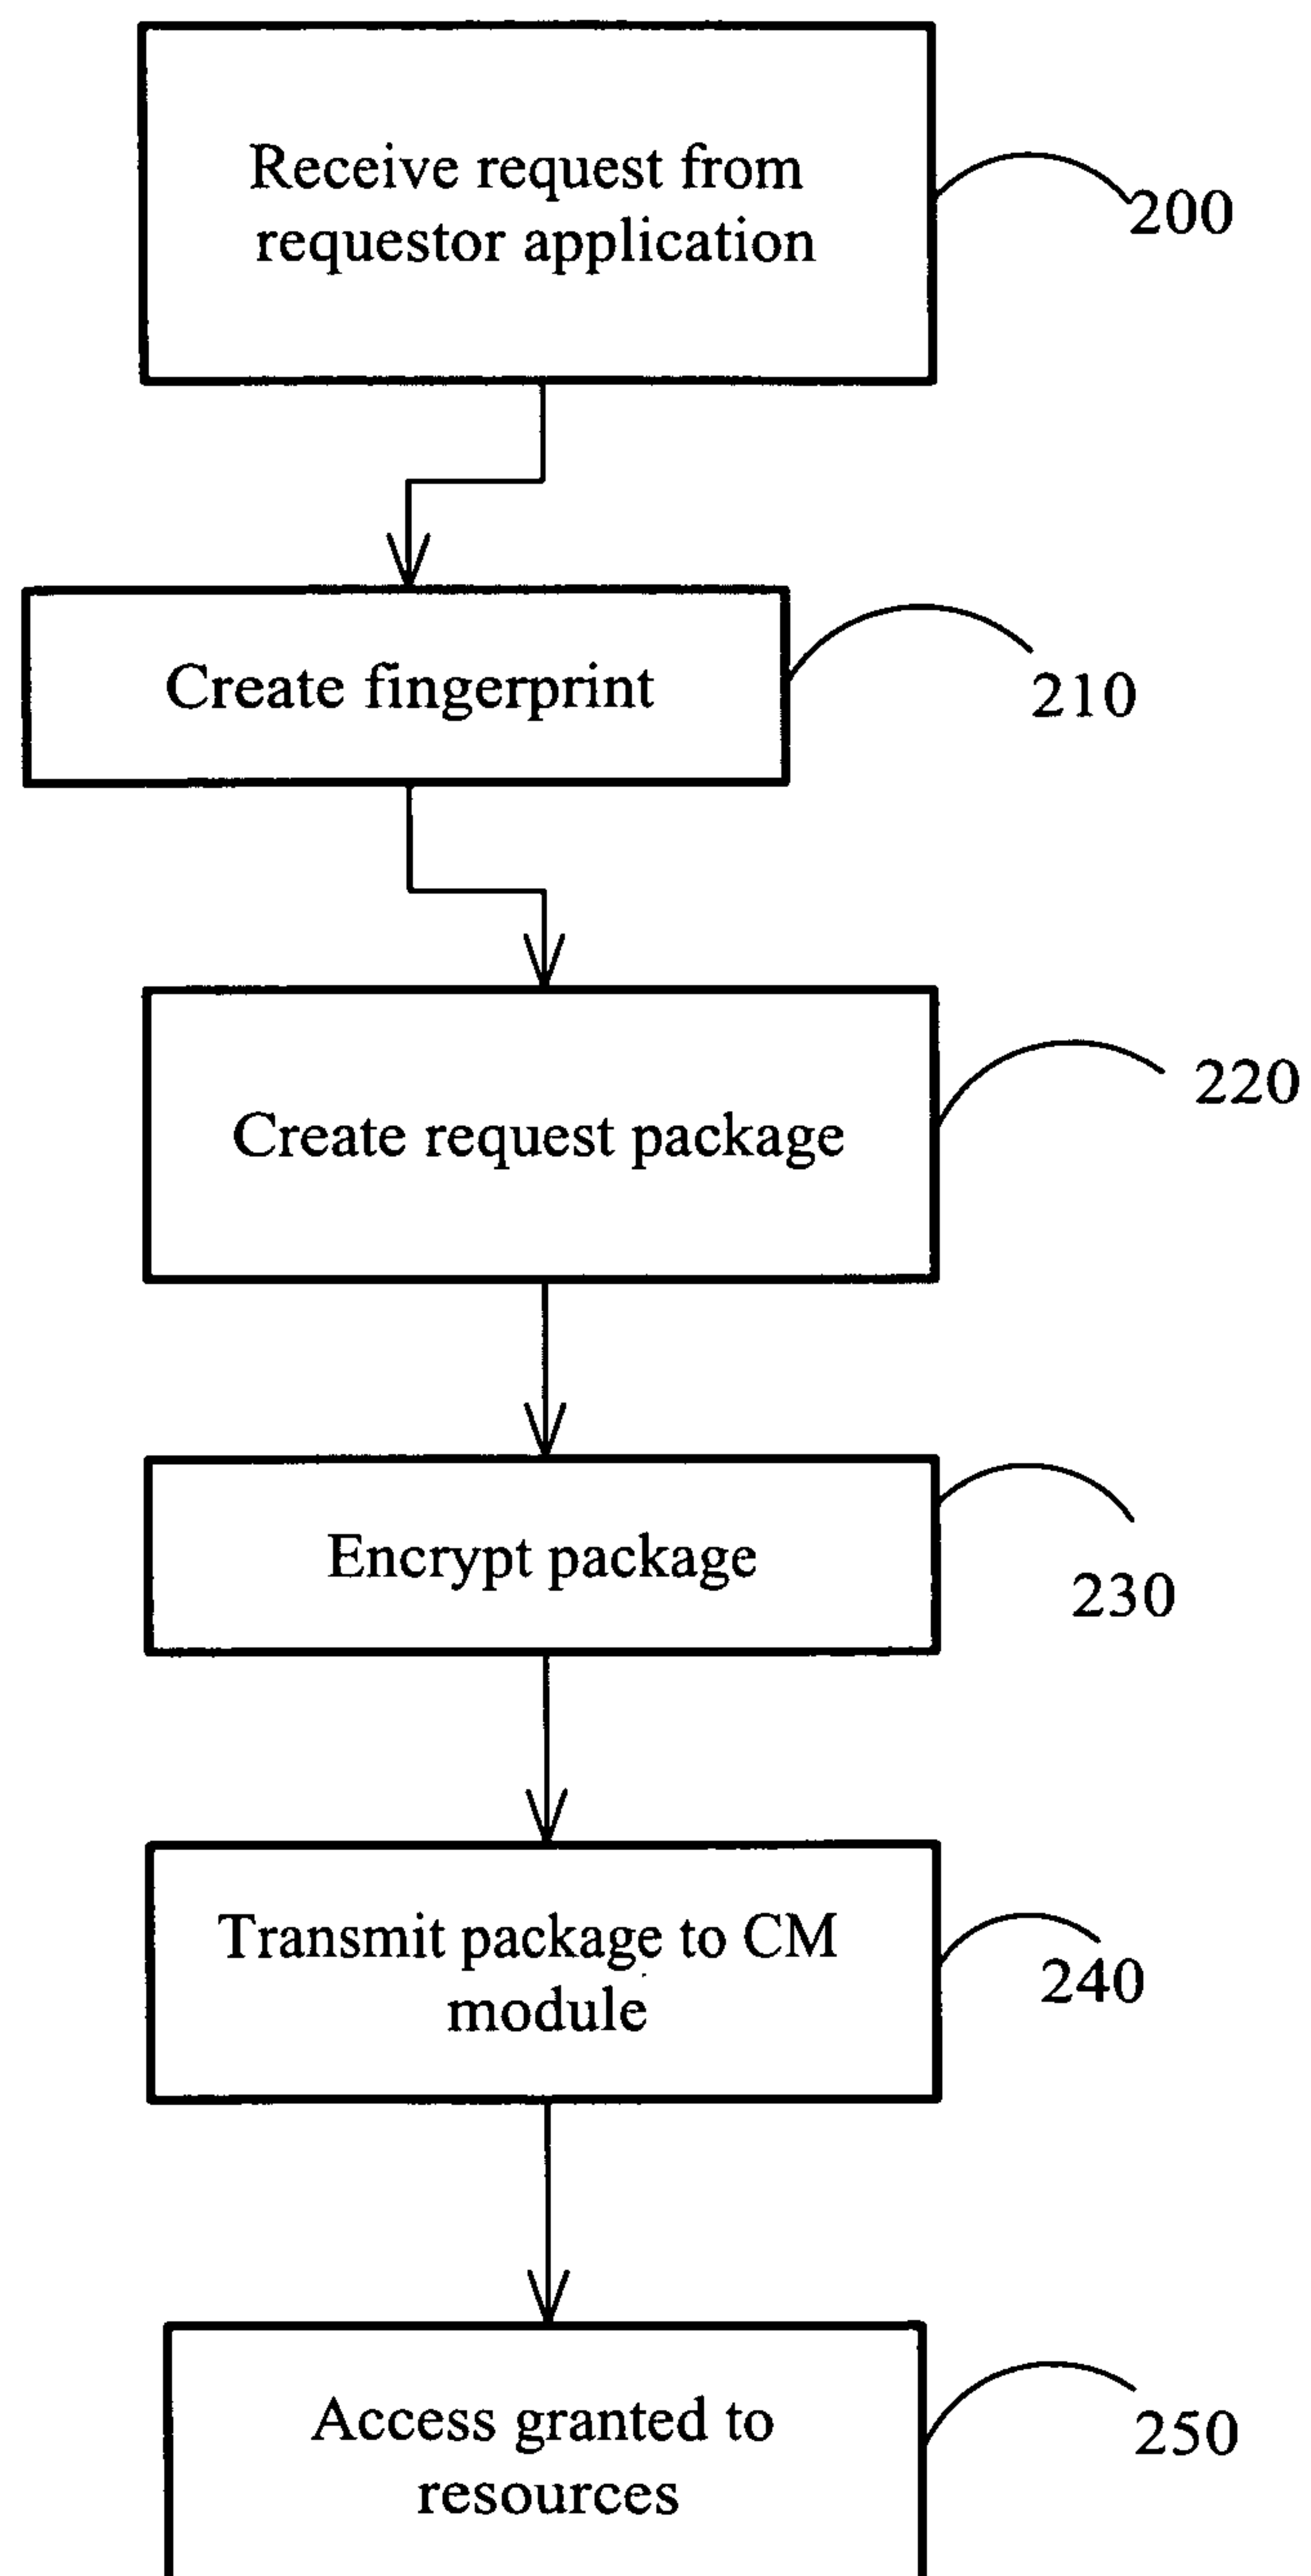 Receive request from
requestor application
200
Create fingerprint
210
Create request package
220
Encrypt package
230
Transmit package to CM
module
240
Access granted to
resources
250